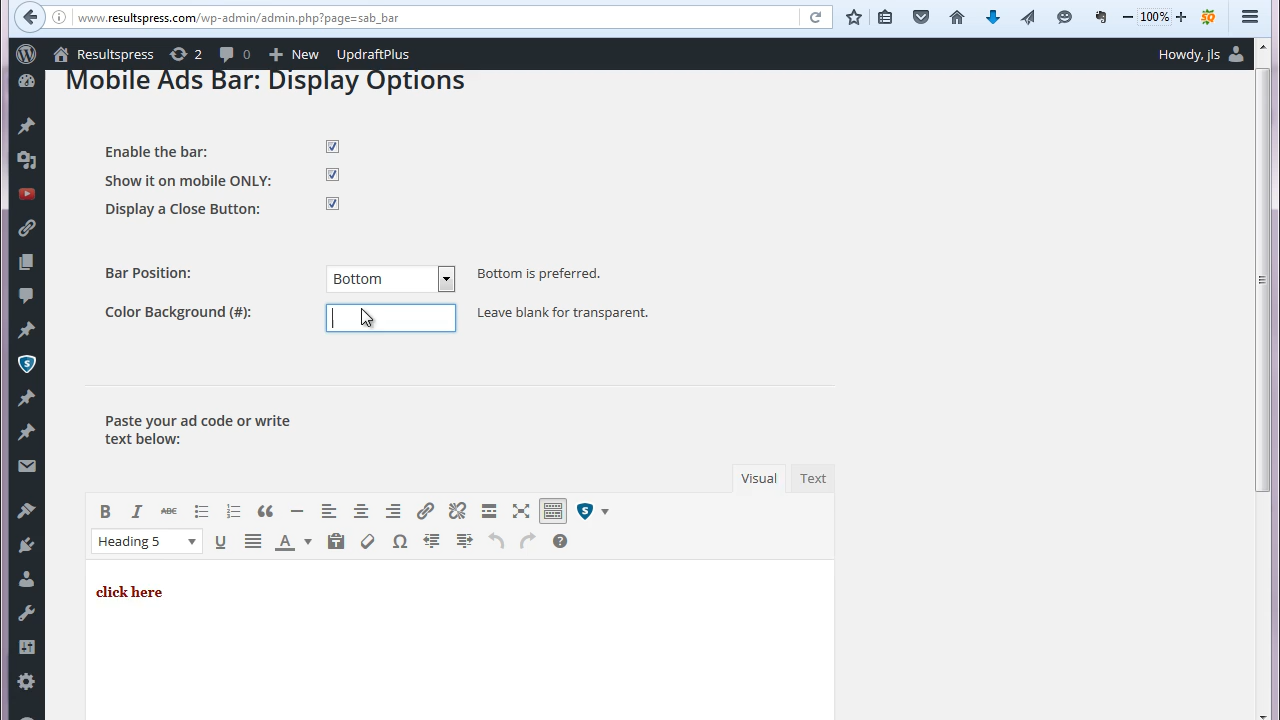 www.resultspress.com/wp-admin/admin.php?page=sab_bar
100%
Resultspress 2 0 New UpdraftPlus Howdy, jls
Mobile Ads Bar: Display Options
Enable the bar:
Show it on mobile ONLY:
Display a Close Button:
Bar Position: Bottom Bottom is preferred.
Color Background (#): Leave blank for transparent.
Paste your ad code or write
text below:
Visual Text
B I ABC S
Heading 5 U A Ω ?
click here